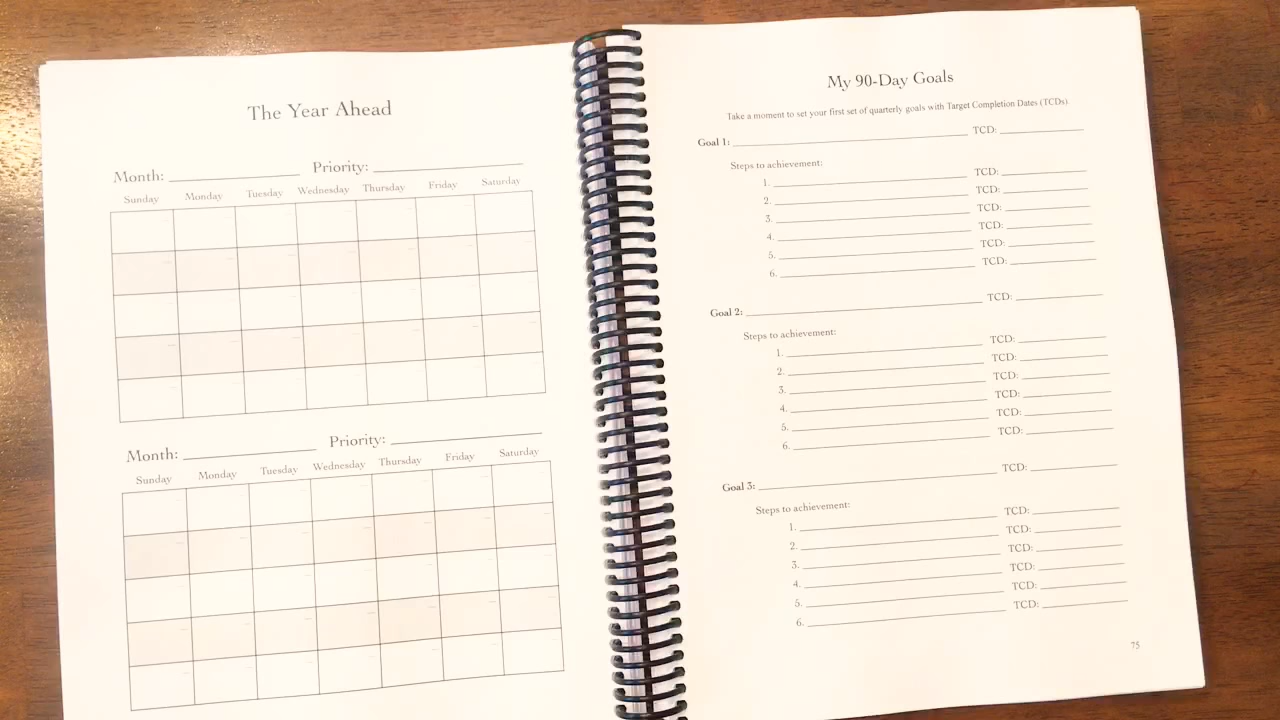 The Year Ahead
Month: Priority:
Sunday Monday Tuesday Wednesday Thursday Friday Saturday
Month: Priority:
Sunday Monday Tuesday Wednesday Thursday Friday Saturday
My 90-Day Goals
Take a moment to set your first set of quarterly goals with Target Completion Dates (TCDs).
Goal 1: TCD:
Steps to achievement:
1. TCD:
2. TCD:
3. TCD:
4. TCD:
5. TCD:
6. TCD:
Goal 2: TCD:
Steps to achievement:
1. TCD:
2. TCD:
3. TCD:
4. TCD:
5. TCD:
6. TCD:
Goal 3: TCD:
Steps to achievement:
1. TCD:
2. TCD:
3. TCD:
4. TCD:
5. TCD:
6. TCD:
75